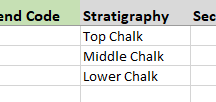 end Code Stratigraphy Sec
Top Chalk
Middle Chalk
Lower Chalk